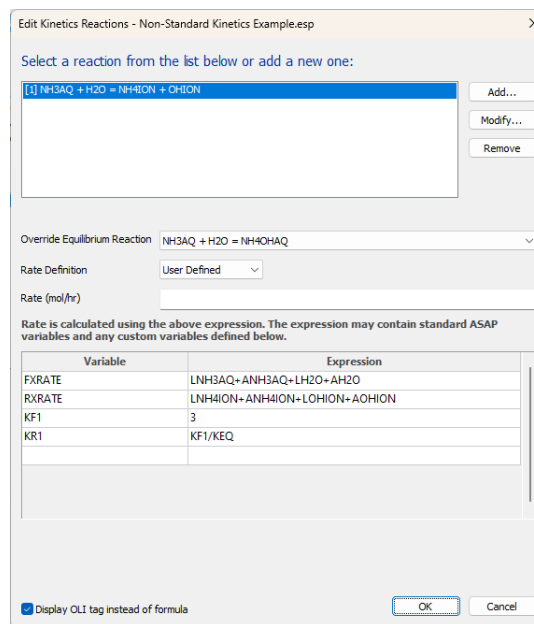 Edit Kinetics Reactions - Non-Standard Kinetics Example.esp
Select a reaction from the list below or add a new one:
[1] NH3AQ + H2O = NH4ION + OHION
Add...
Modify...
Remove
Override Equilibrium Reaction NH3AQ + H2O = NH4OHAQ
Rate Definition User Defined
Rate (mol/hr)
Rate is calculated using the above expression. The expression may contain standard ASAP
variables and any custom variables defined below.
Variable Expression
FXRATE LNH3AQ+ANH3AQ+LH2O+AH2O
RXRATE LNH4ION+ANH4ION+LOHION+AOHION
KF1 3
KR1 KF1/KEQ
Display OLI tag instead of formula
OK Cancel